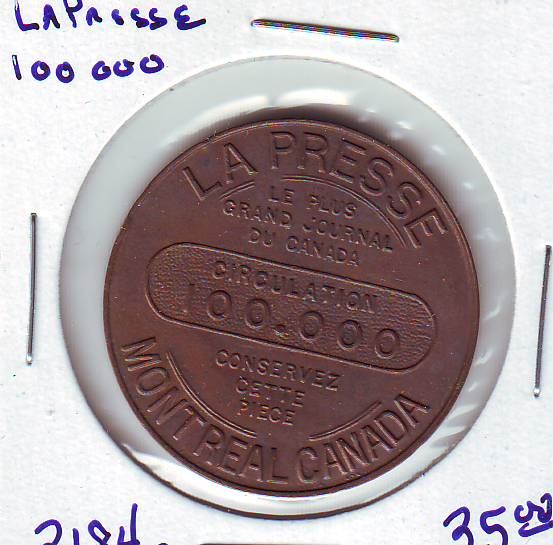 LAPRESSE
100 000
LA PRESSE
LE PLUS
GRAND JOURNAL
DU CANADA
CIRCULATION
100.000
CONSERVEZ
CETTE
PIECE
MONTREAL CANADA
35.00